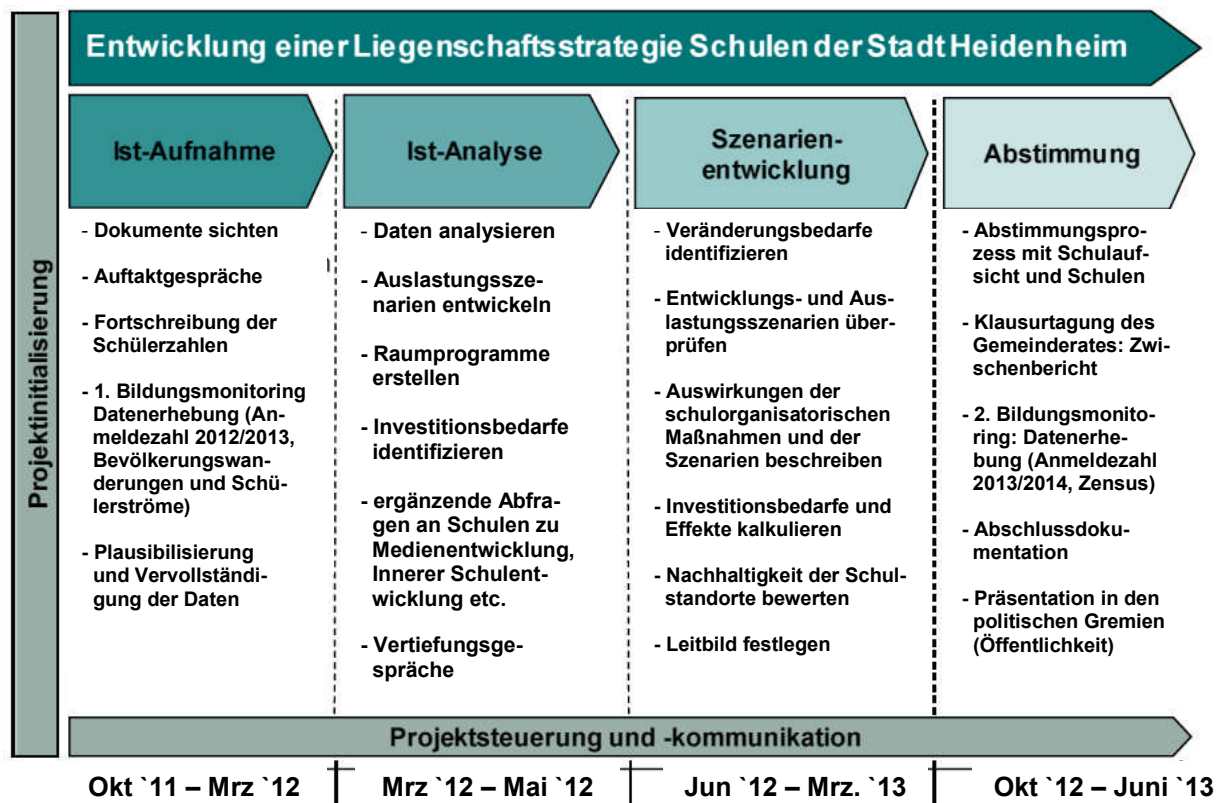 Entwicklung einer Liegenschaftsstrategie Schulen der Stadt Heidenheim
Projektinitialisierung
Ist-Aufnahme
- Dokumente sichten
- Auftaktgespräche
- Fortschreibung der
Schülerzahlen
- 1. Bildungsmonitoring
Datenerhebung (An-
meldezahl 2012/2013,
Bevölkerungswan-
derungen und Schü-
lerströme)
- Plausibilisierung
und Vervollständi-
gung der Daten
Ist-Analyse
- Daten analysieren
- Auslastungssze-
narien entwickeln
- Raumprogramme
erstellen
- Investitionsbedarfe
identifizieren
- ergänzende Abfra-
gen an Schulen zu
Medienentwicklung,
Innerer Schulent-
wicklung etc.
- Vertiefungsge-
spräche
Szenarien-
entwicklung
- Veränderungsbedarfe
identifizieren
- Entwicklungs- und Aus-
lastungsszenarien über-
prüfen
- Auswirkungen der
schulorganisatorischen
Maßnahmen und der
Szenarien beschreiben
- Investitionsbedarfe und
Effekte kalkulieren
- Nachhaltigkeit der Schul-
standorte bewerten
- Leitbild festlegen
Abstimmung
- Abstimmungspro-
zess mit Schulauf-
sicht und Schulen
- Klausurtagung des
Gemeinderates: Zwi-
schenbericht
- 2. Bildungsmonito-
ring: Datenerhe-
bung (Anmeldezahl
2013/2014, Zensus)
- Abschlussdoku-
mentation
- Präsentation in den
politischen Gremien
(Öffentlichkeit)
Projektsteuerung und -kommunikation
Okt `11 – Mrz `12
Mrz `12 – Mai `12
Jun `12 – Mrz. `13
Okt `12 – Juni `13